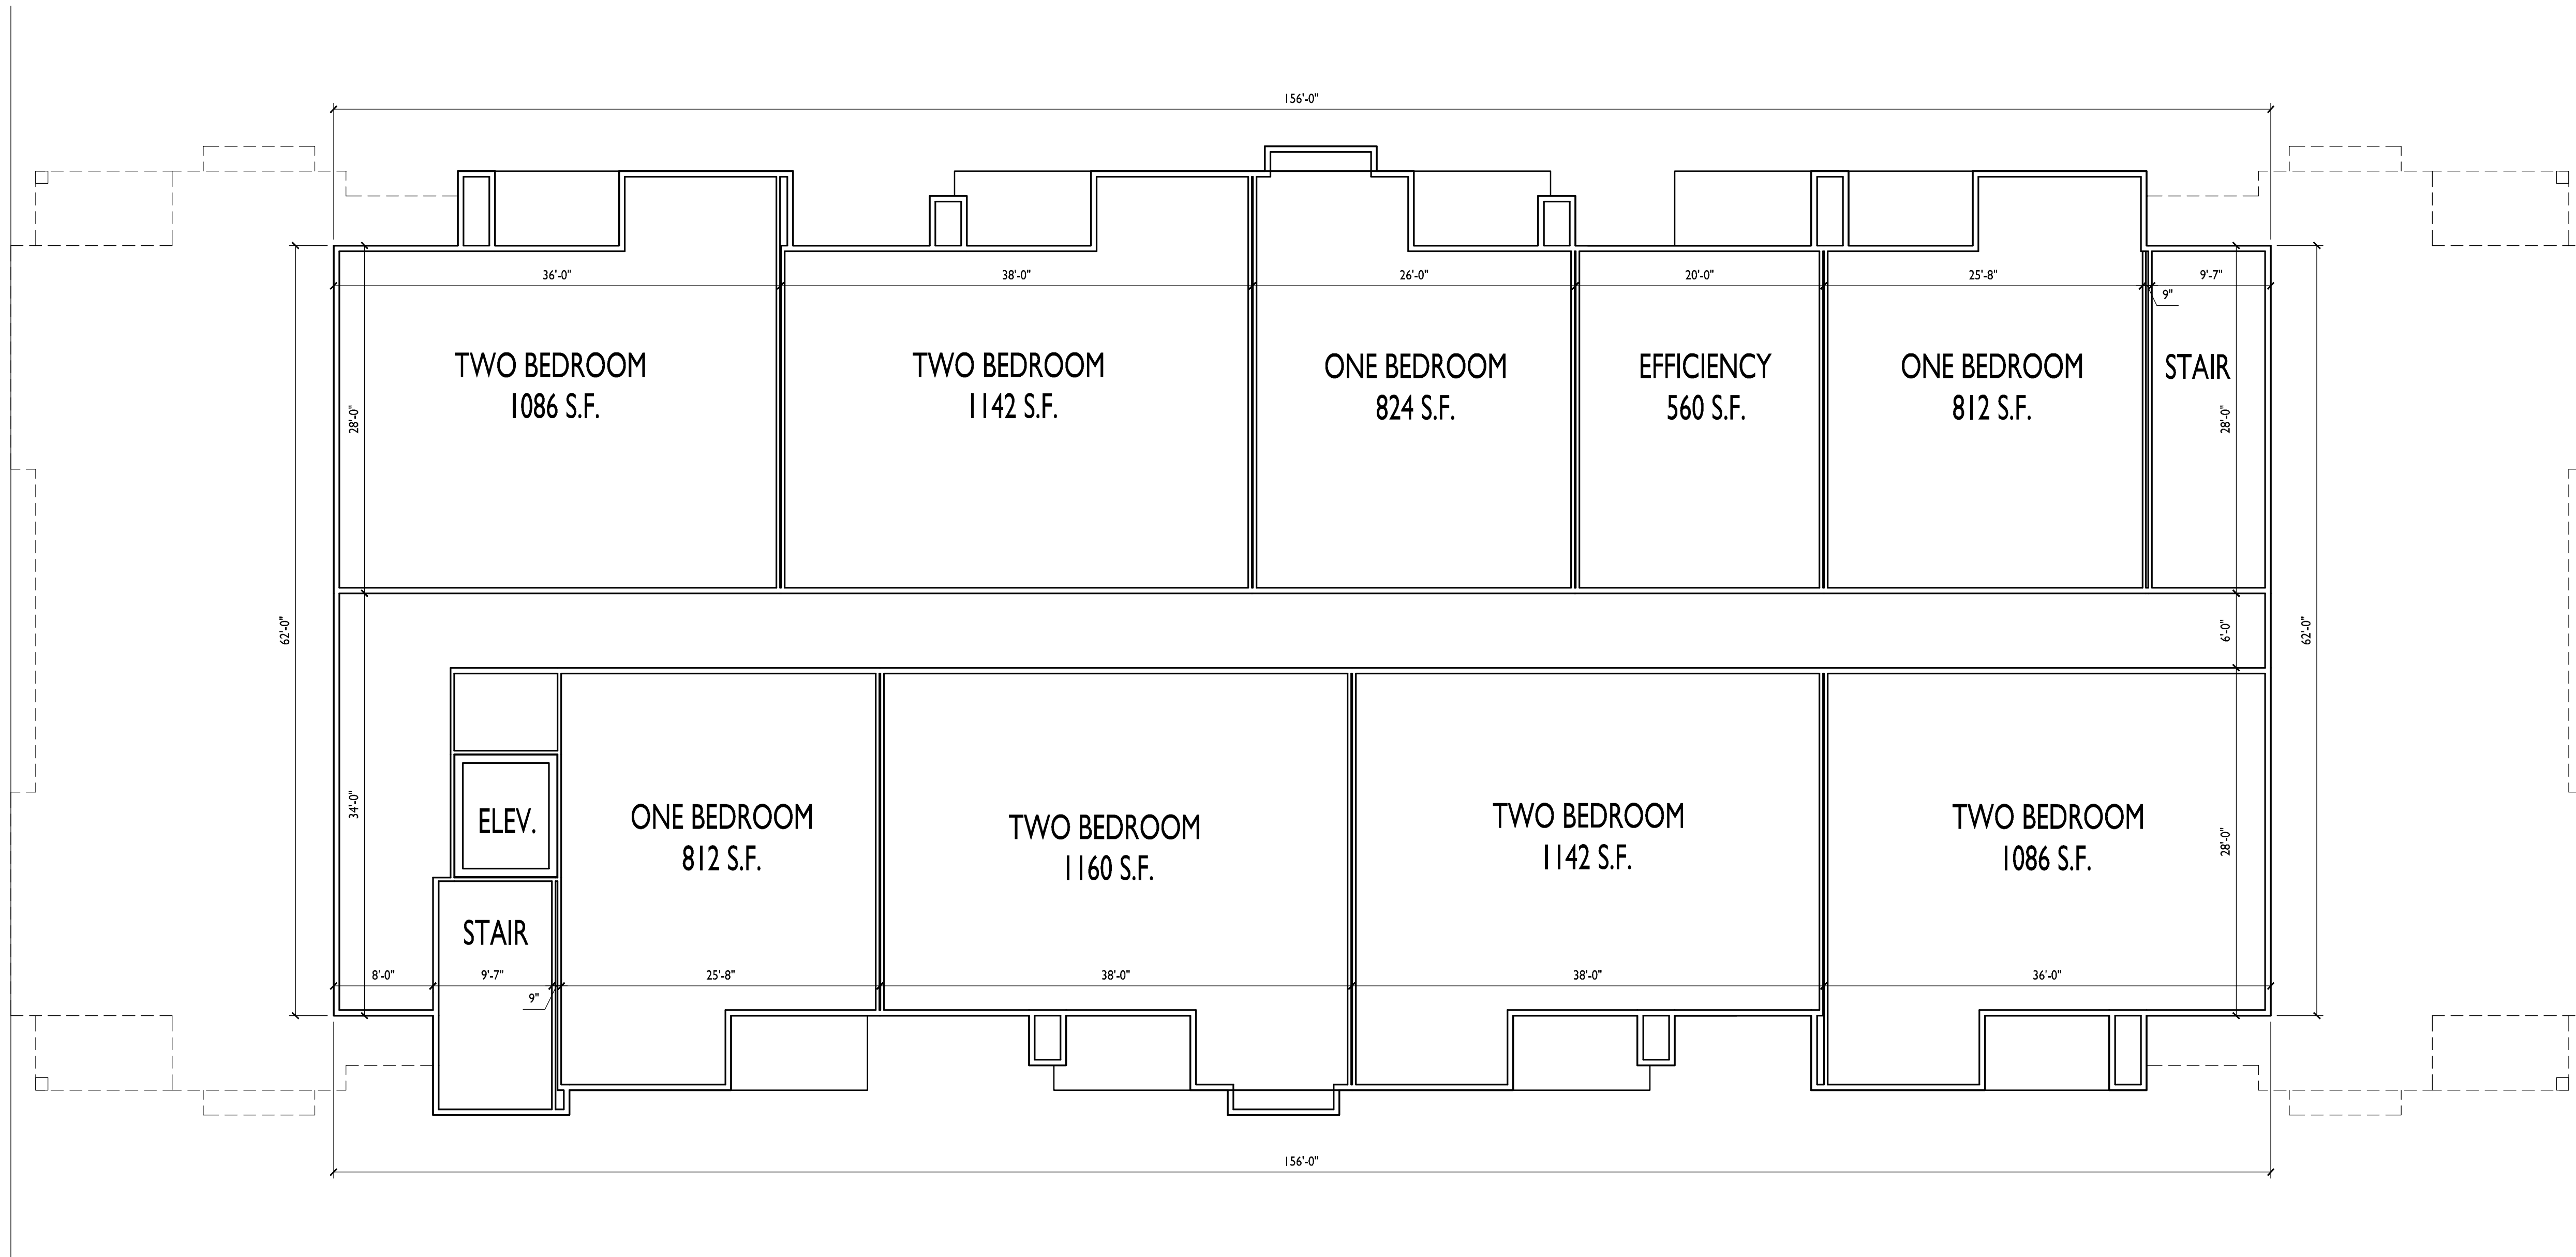 156'-0"
36'-0"
38'-0"
26'-0"
20'-0"
25'-8"
9'-7"
9"
TWO BEDROOM
1086 S.F.
TWO BEDROOM
1142 S.F.
ONE BEDROOM
824 S.F.
EFFICIENCY
560 S.F.
ONE BEDROOM
812 S.F.
STAIR
28'-0"
28'-0"
62'-0"
6'-0"
62'-0"
34'-0"
ELEV.
ONE BEDROOM
812 S.F.
TWO BEDROOM
1160 S.F.
TWO BEDROOM
1142 S.F.
TWO BEDROOM
1086 S.F.
28'-0"
STAIR
8'-0"
9'-7"
9"
25'-8"
38'-0"
38'-0"
36'-0"
156'-0"